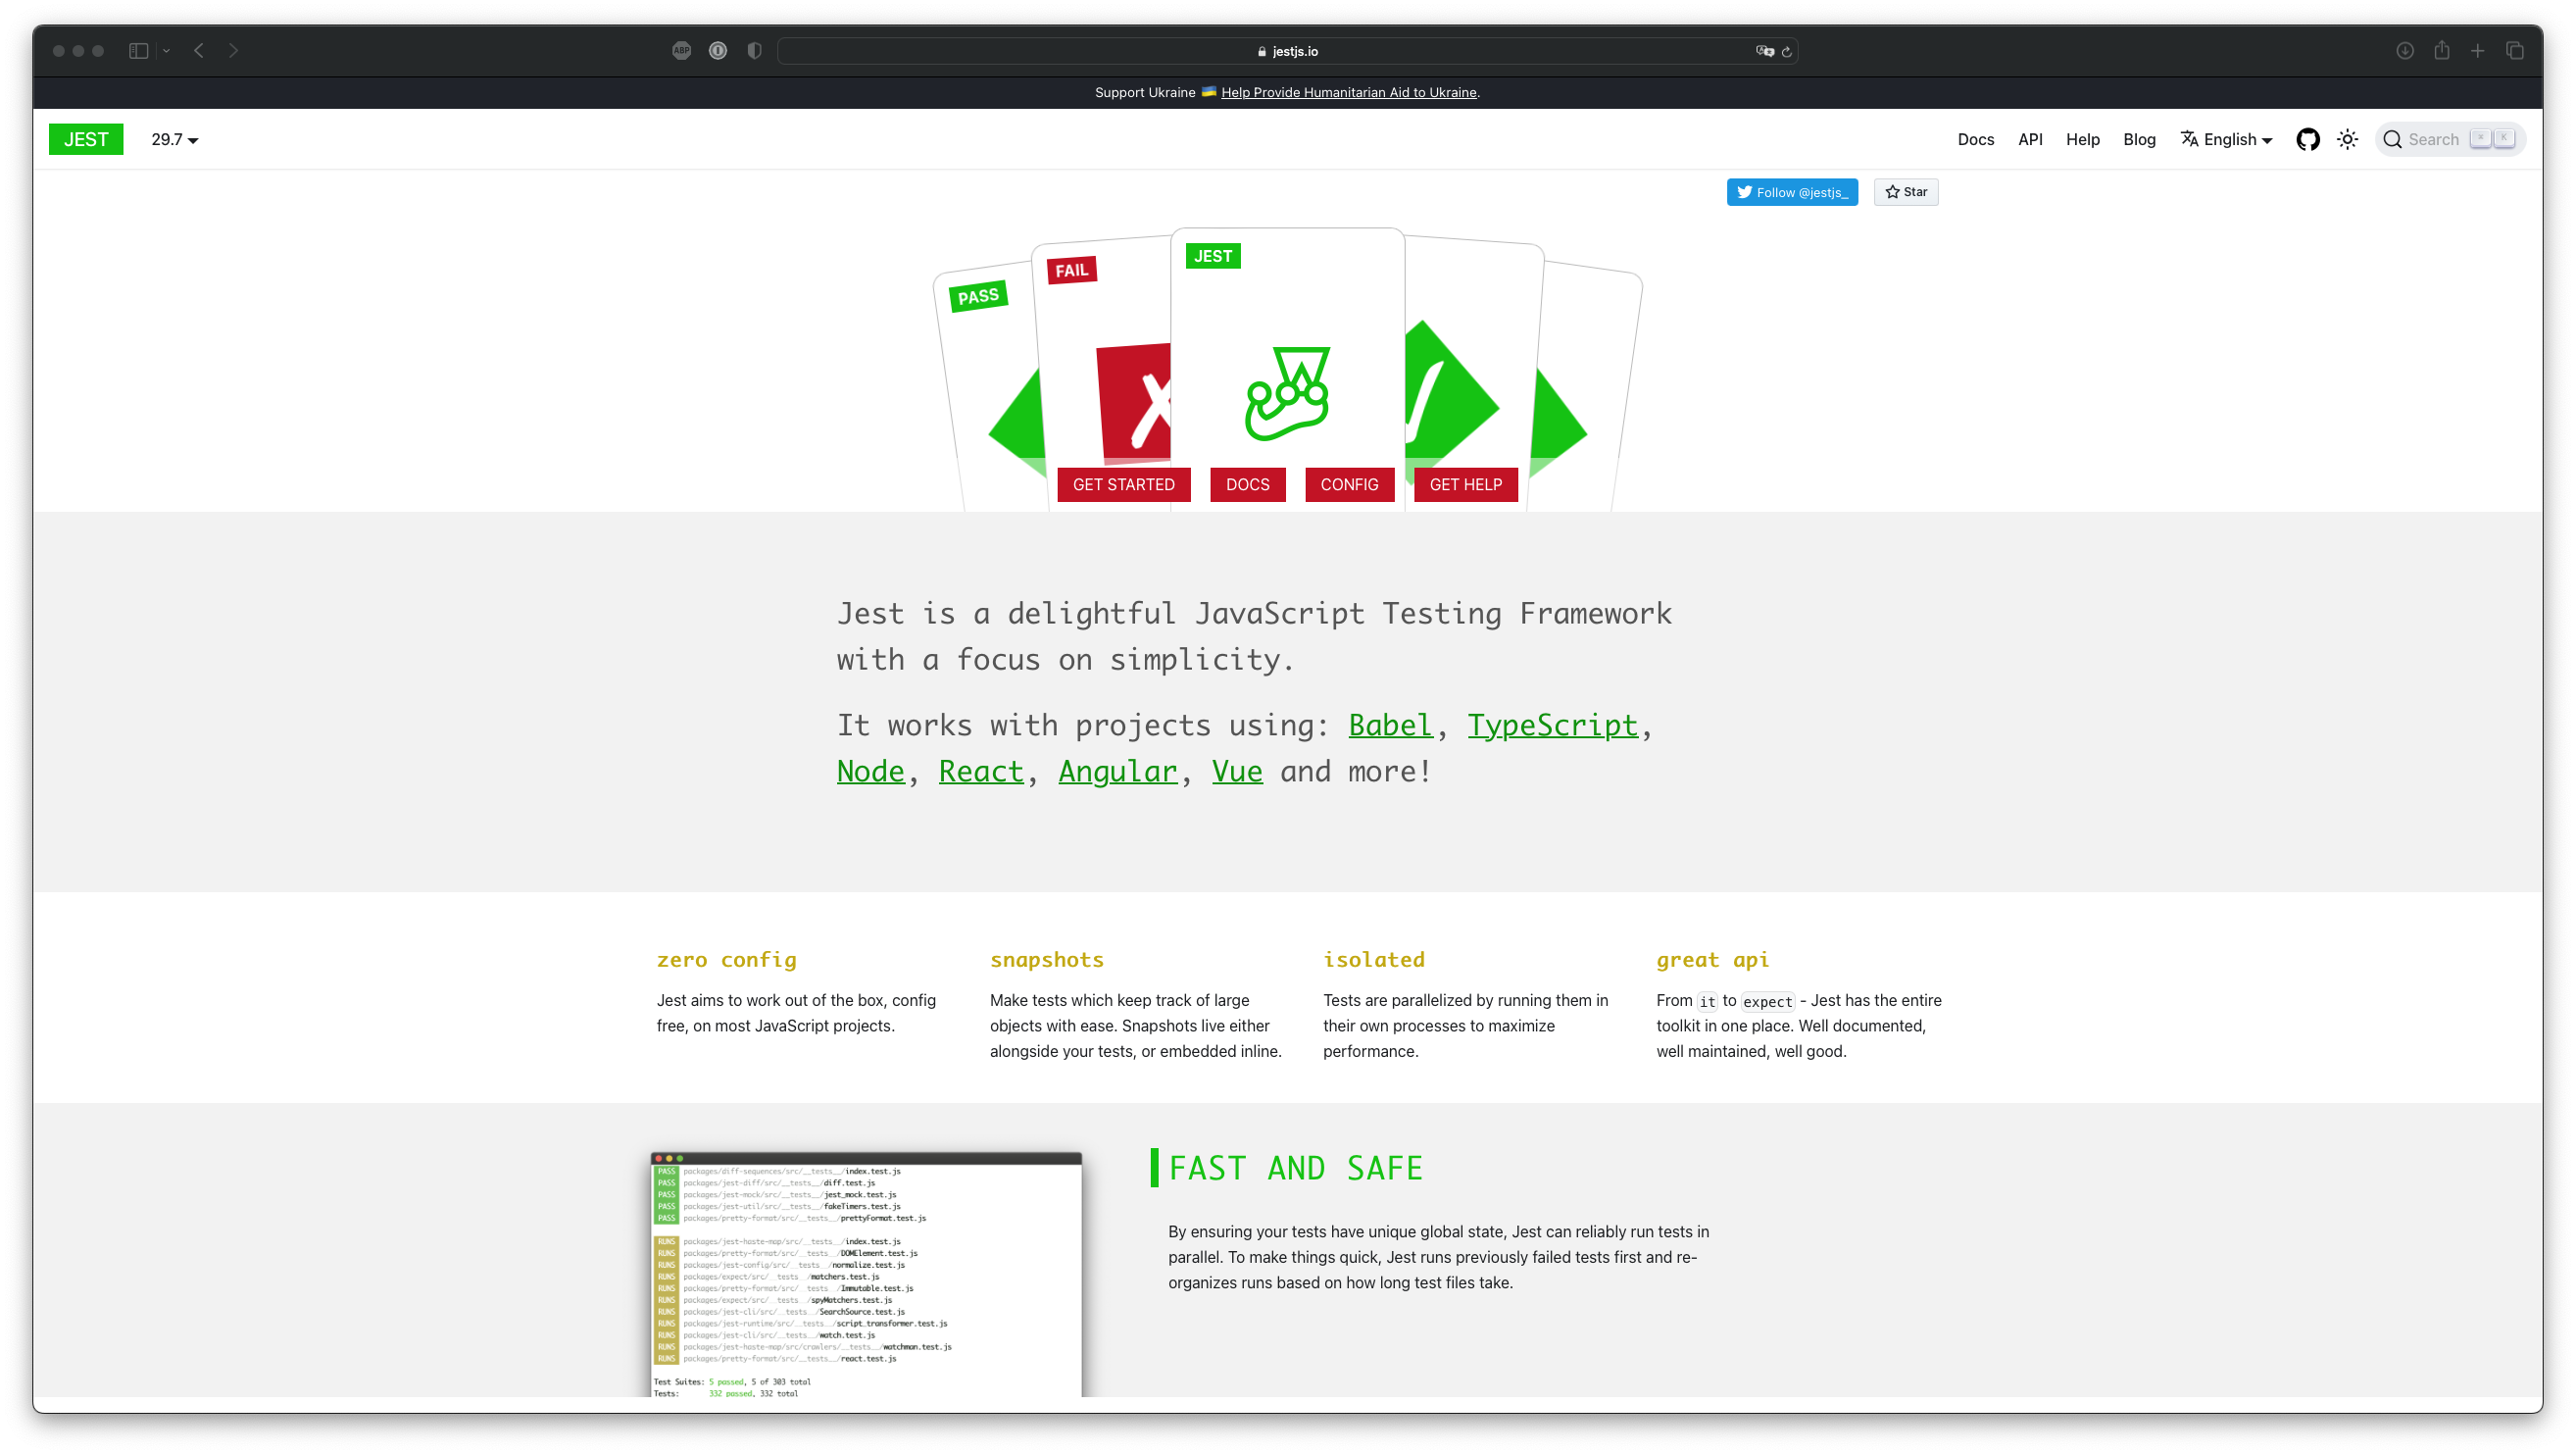 ABP
jestjs.io
Support Ukraine 🇺🇦 Help Provide Humanitarian Aid to Ukraine.
JEST
29.7
Docs API Help Blog English Search ⌘ K
Follow @jestjs_ Star
PASS
FAIL
JEST
GET STARTED DOCS CONFIG GET HELP
Jest is a delightful JavaScript Testing Framework
with a focus on simplicity.
It works with projects using: Babel, TypeScript,
Node, React, Angular, Vue and more!
zero config
Jest aims to work out of the box, config
free, on most JavaScript projects.
snapshots
Make tests which keep track of large
objects with ease. Snapshots live either
alongside your tests, or embedded inline.
isolated
Tests are parallelized by running them in
their own processes to maximize
performance.
great api
From it to expect - Jest has the entire
toolkit in one place. Well documented,
well maintained, well good.
PASS packages/diff-sequences/src/__tests__/index.test.js
PASS packages/jest-diff/src/__tests__/diff.test.js
PASS packages/jest-mock/src/__tests__/jest_mock.test.js
PASS packages/jest-util/src/__tests__/fakeTimers.test.js
PASS packages/pretty-format/src/__tests__/prettyFormat.test.js
RUNS packages/jest-haste-map/src/__tests__/index.test.js
RUNS packages/pretty-format/src/__tests__/DOMElement.test.js
RUNS packages/jest-config/src/__tests__/normalize.test.js
RUNS packages/expect/src/__tests__/matchers.test.js
RUNS packages/pretty-format/src/__tests__/Immutable.test.js
RUNS packages/expect/src/__tests__/spyMatchers.test.js
RUNS packages/jest-cli/src/__tests__/SearchSource.test.js
RUNS packages/jest-runtime/src/__tests__/script_transformer.test.js
RUNS packages/jest-cli/src/__tests__/watch.test.js
RUNS packages/jest-haste-map/src/crawlers/__tests__/watchman.test.js
RUNS packages/pretty-format/src/__tests__/react.test.js
Test Suites: 5 passed, 5 of 303 total
Tests: 332 passed, 332 total
FAST AND SAFE
By ensuring your tests have unique global state, Jest can reliably run tests in
parallel. To make things quick, Jest runs previously failed tests first and re-
organizes runs based on how long test files take.